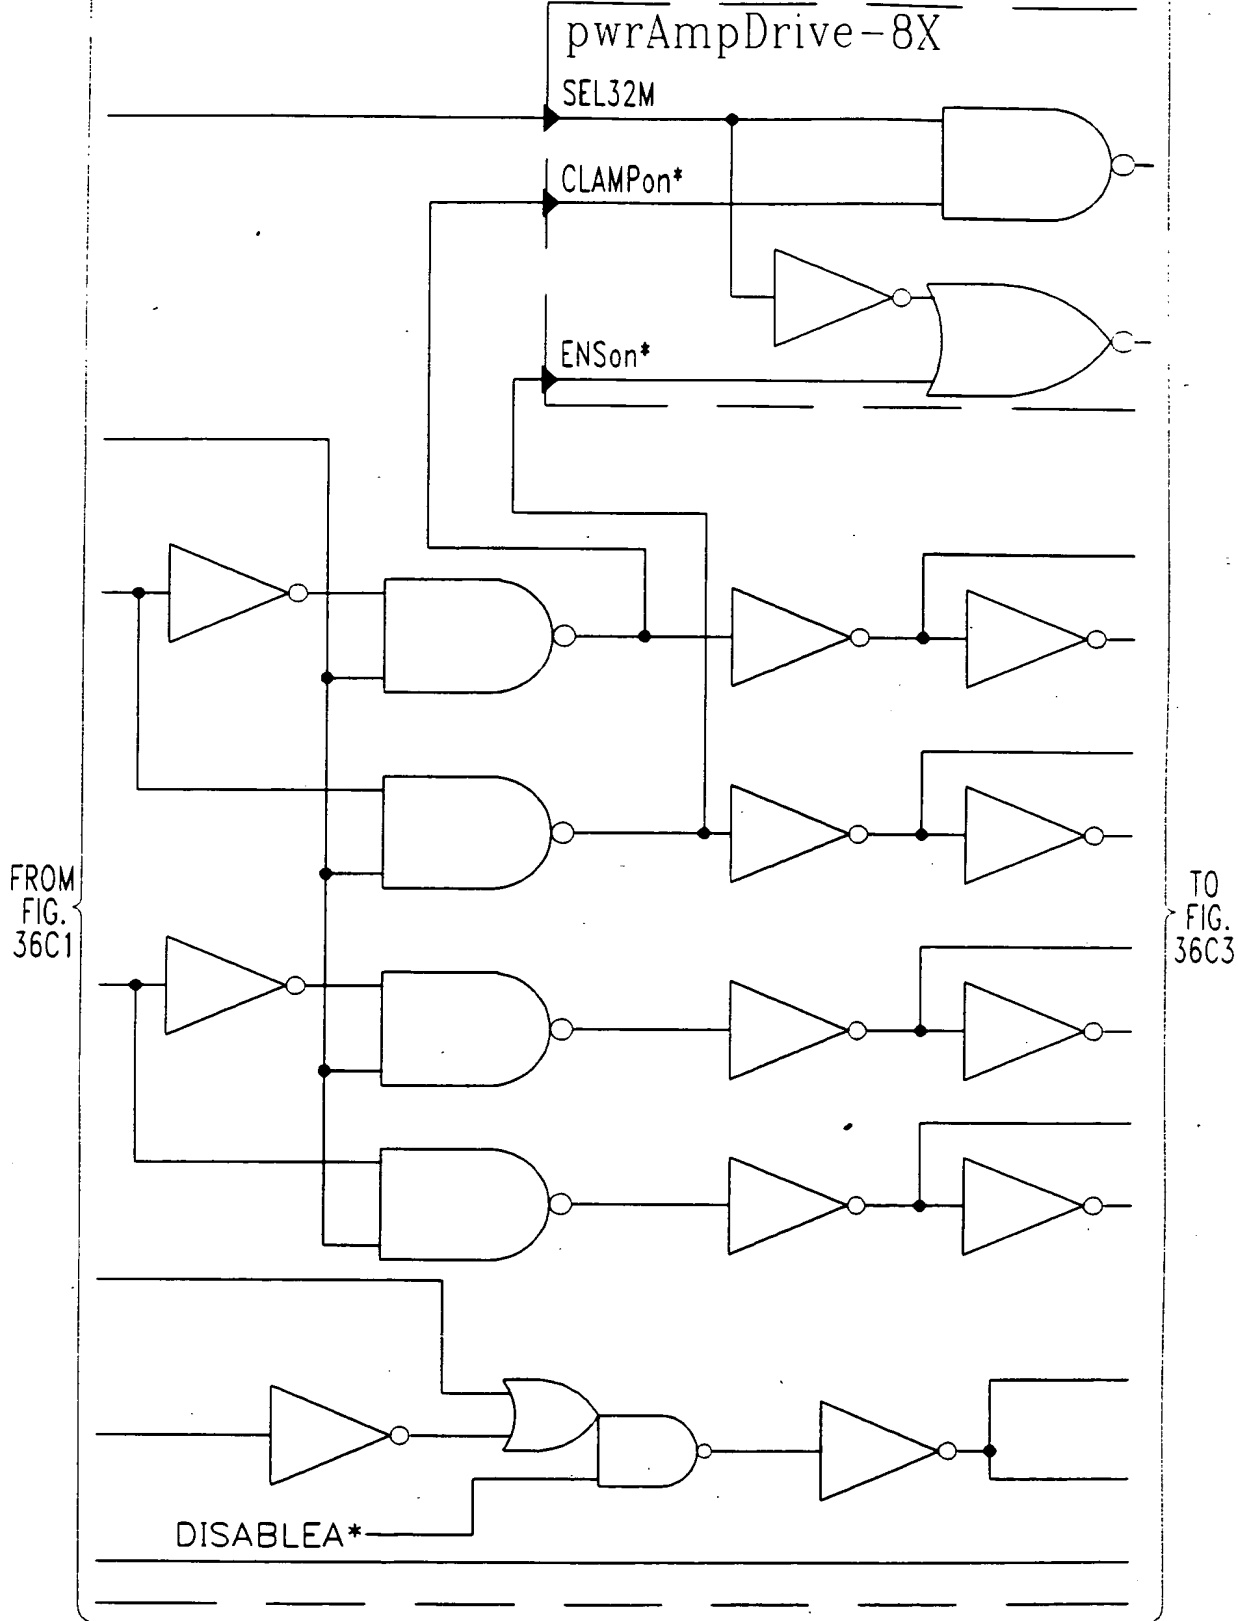 pwrAmpDrive-8X
SEL32M
CLAMPon*
ENSon*
FROM
FIG.
36C1
TO
FIG.
36C3
DISABLEA*